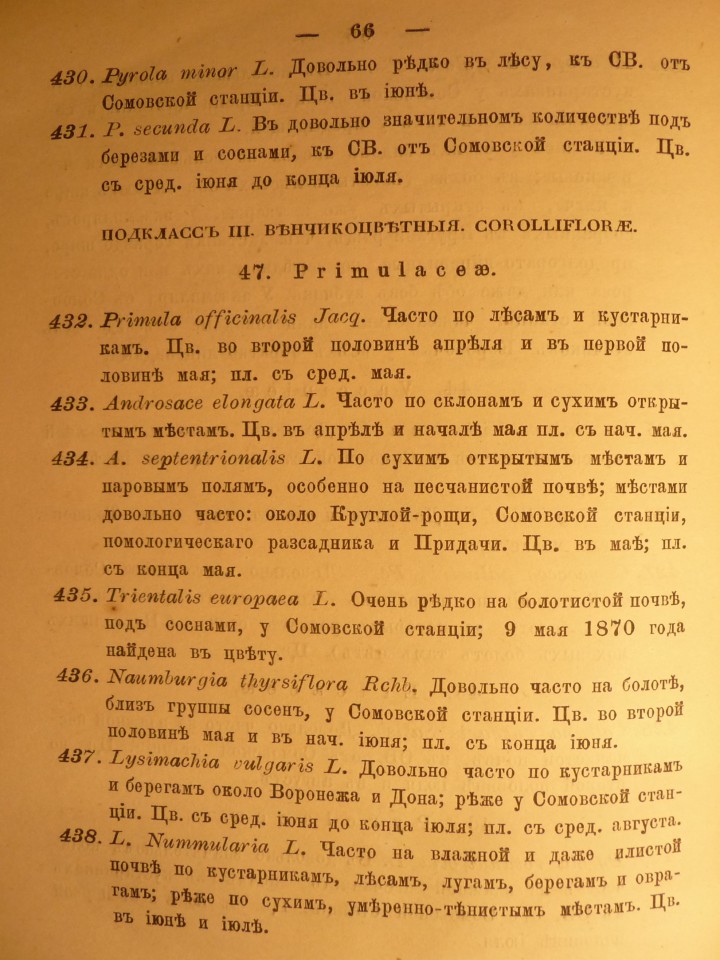 — 66 —
430. Pyrola minor L. Довольно рѣдко въ лѣсу, къ СВ. отъ
Сомовской станціи. Цв. въ іюнѣ.
431. P. secunda L. Въ довольно значительномъ количествѣ подъ
березами и соснами, къ СВ. отъ Сомовской станціи. Цв.
съ сред. іюня до конца іюля.
ПОДКЛАССЪ III. ВѢНЧИКОЦВѢТНЫЯ. COROLLIFLORÆ.
47. Primulaceæ.
432. Primula officinalis Jacq. Часто по лѣсамъ и кустарни-
камъ. Цв. во второй половинѣ апрѣля и въ первой по-
ловинѣ мая; пл. съ сред. мая.
433. Androsace elongata L. Часто по склонамъ и сухимъ откры-
тымъ мѣстамъ. Цв. въ апрѣлѣ и началѣ мая пл. съ нач. мая.
434. A. septentrionalis L. По сухимъ открытымъ мѣстамъ и
паровымъ полямъ, особенно на песчанистой почвѣ; мѣстами
довольно часто: около Круглой-рощи, Сомовской станціи,
помологическаго разсадника и Придачи. Цв. въ маѣ; пл.
съ конца мая.
435. Trientalis europaea L. Очень рѣдко на болотистой почвѣ,
подъ соснами, у Сомовской станціи; 9 мая 1870 года
найдена въ цвѣту.
436. Naumburgia thyrsiflora Rchb. Довольно часто на болотѣ,
близъ группы сосенъ, у Сомовской станціи. Цв. во второй
половинѣ мая и въ нач. іюня; пл. съ конца іюня.
437. Lysimachia vulgaris L. Довольно часто по кустарникамъ
и берегамъ около Воронежа и Дона; рѣже у Сомовской стан-
ціи. Цв. съ сред. іюня до конца іюля; пл. съ сред. августа.
438. L. Nummularia L. Часто на влажной и даже илистой
почвѣ по кустарникамъ, лѣсамъ, лугамъ, берегамъ и овра-
гамъ; рѣже по сухимъ, умѣренно-тѣнистымъ мѣстамъ. Цв.
въ іюнѣ и іюлѣ.